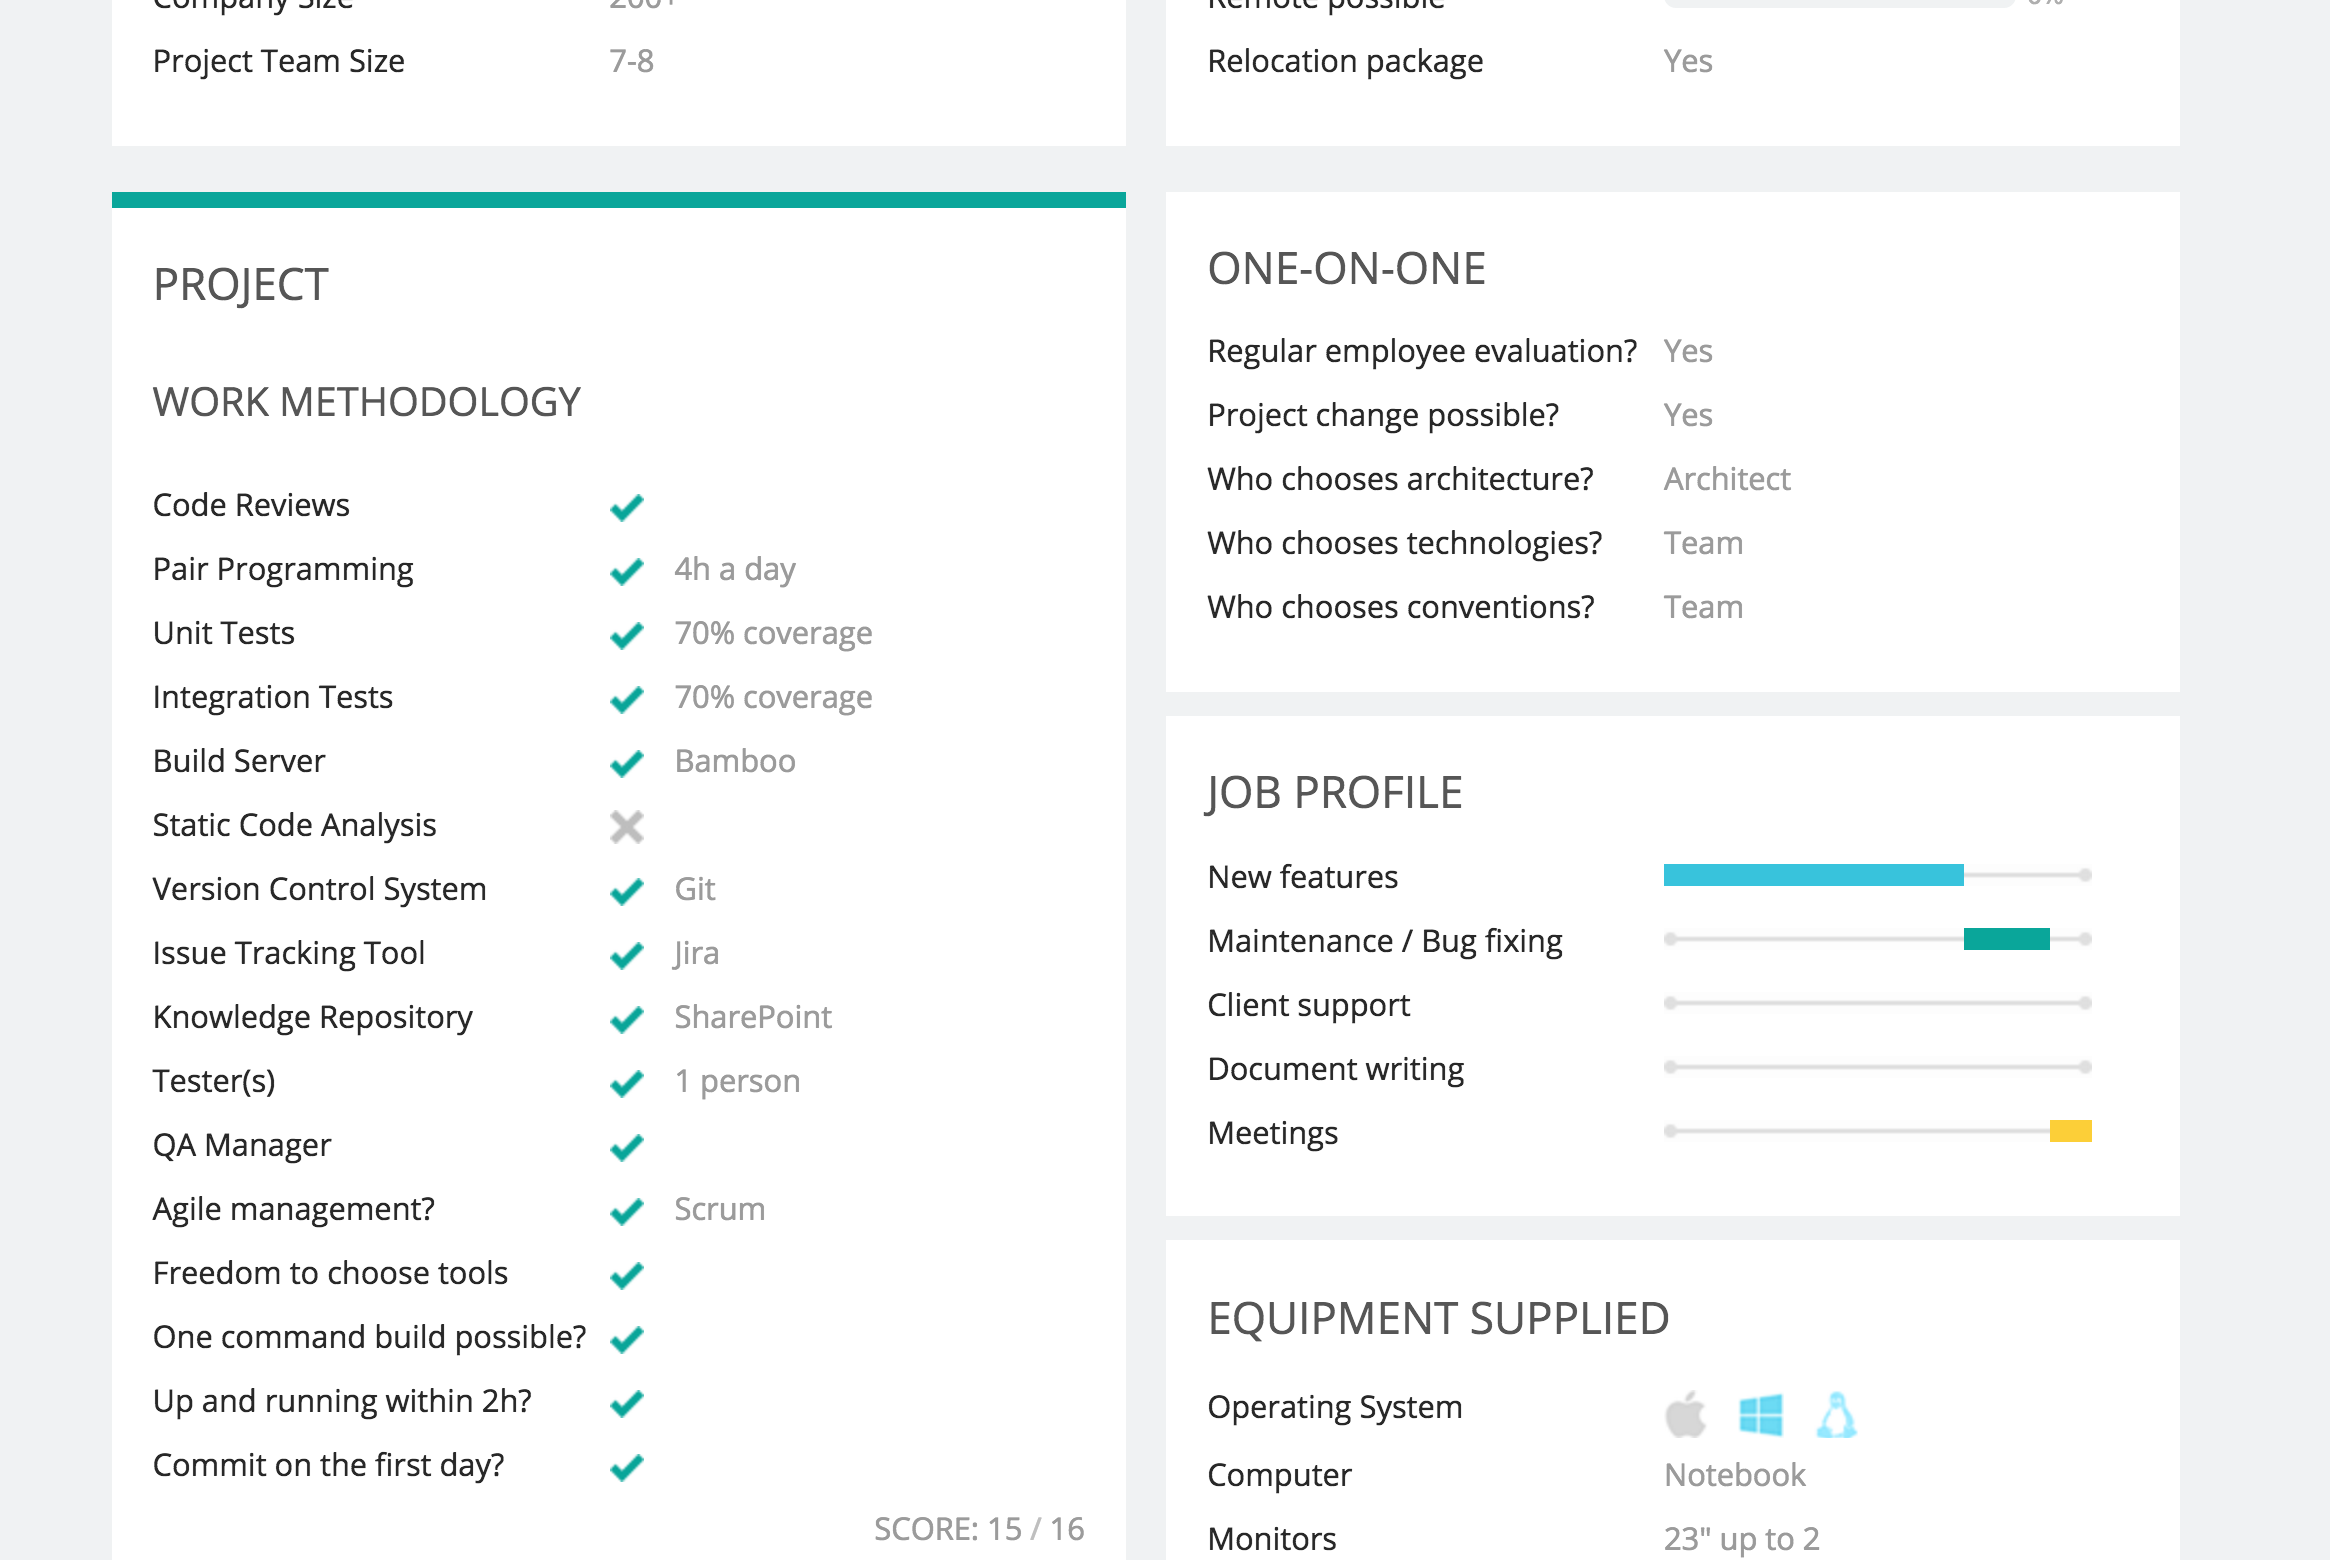 Company Size 200+
Project Team Size 7-8
Remote possible 0%
Relocation package Yes
PROJECT
WORK METHODOLOGY
Code Reviews
Pair Programming 4h a day
Unit Tests 70% coverage
Integration Tests 70% coverage
Build Server Bamboo
Static Code Analysis
Version Control System Git
Issue Tracking Tool Jira
Knowledge Repository SharePoint
Tester(s) 1 person
QA Manager
Agile management? Scrum
Freedom to choose tools
One command build possible?
Up and running within 2h?
Commit on the first day?
SCORE: 15 / 16
ONE-ON-ONE
Regular employee evaluation? Yes
Project change possible? Yes
Who chooses architecture? Architect
Who chooses technologies? Team
Who chooses conventions? Team
JOB PROFILE
New features
Maintenance / Bug fixing
Client support
Document writing
Meetings
EQUIPMENT SUPPLIED
Operating System
Computer Notebook
Monitors 23" up to 2